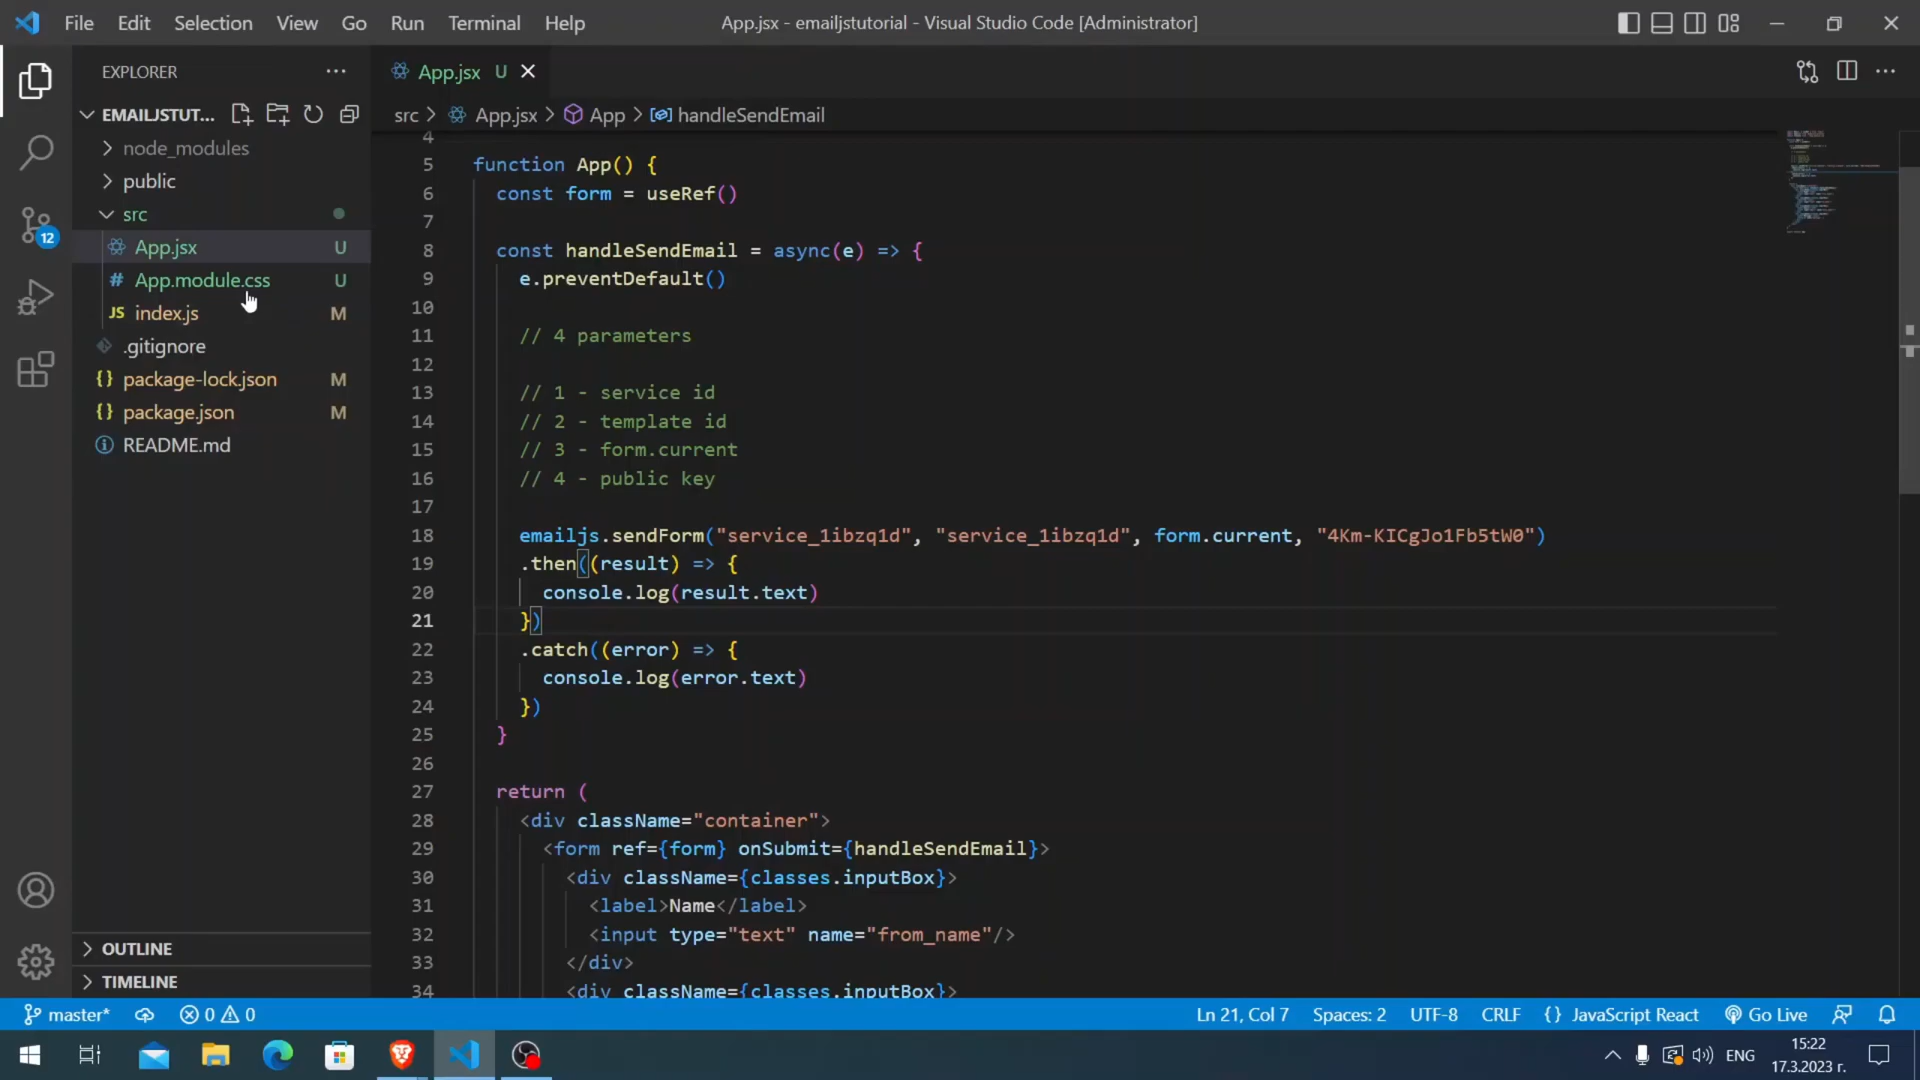 File Edit Selection View Go Run Terminal Help
App.jsx - emailjstutorial - Visual Studio Code [Administrator]
EXPLORER
EMAILJSTUT...
node_modules
public
src
App.jsx U
# App.module.css U
JS index.js M
.gitignore
{} package-lock.json M
{} package.json M
README.md
12
OUTLINE
TIMELINE
App.jsx U
src > App.jsx > App > handleSendEmail
4
5 function App() {
6 const form = useRef()
7
8 const handleSendEmail = async(e) => {
9 e.preventDefault()
10
11 // 4 parameters
12
13 // 1 - service id
14 // 2 - template id
15 // 3 - form.current
16 // 4 - public key
17
18 emailjs.sendForm("service_1ibzq1d", "service_1ibzq1d", form.current, "4Km-KICgJo1Fb5tW0")
19 .then((result) => {
20 console.log(result.text)
21 })
22 .catch((error) => {
23 console.log(error.text)
24 })
25 }
26
27 return (
28 <div className="container">
29 <form ref={form} onSubmit={handleSendEmail}>
30 <div className={classes.inputBox}>
31 <label>Name</label>
32 <input type="text" name="from_name"/>
33 </div>
34 <div className={classes.inputBox}>
master* 0 0 Ln 21, Col 7 Spaces: 2 UTF-8 CRLF {} JavaScript React Go Live
ENG
15:22
17.3.2023 г.